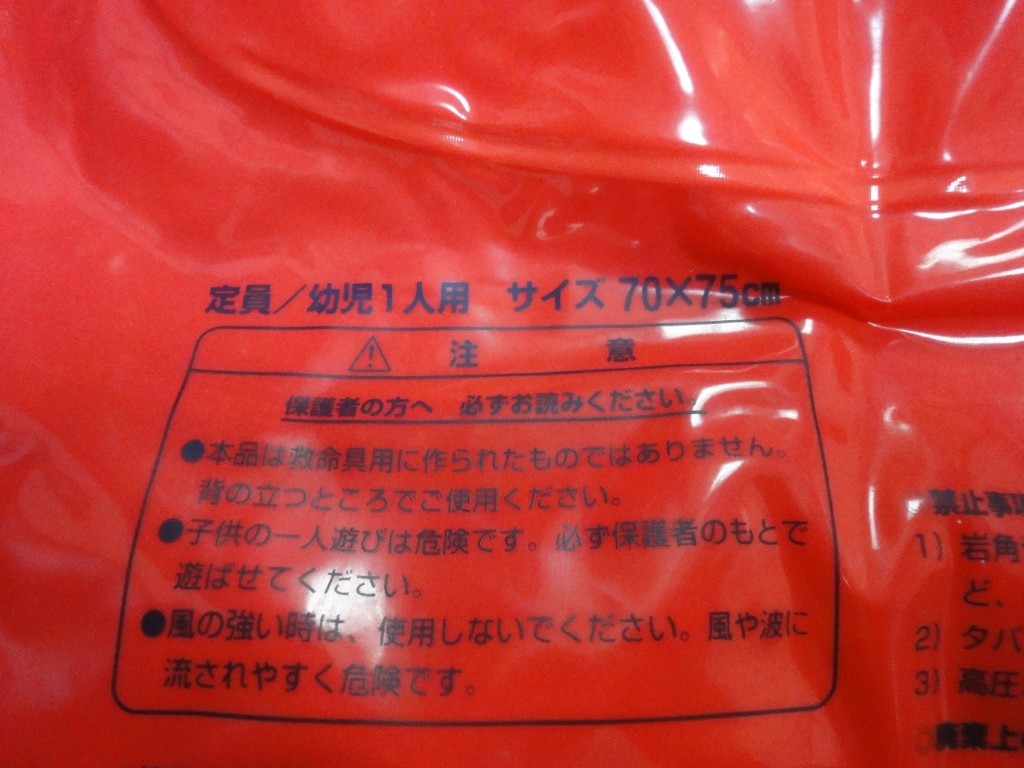 定員／幼児1人用　サイズ 70×75cm
注　意
保護者の方へ　必ずお読みください。
●本品は救命具用に作られたものではありません。
背の立つところでご使用ください。
●子供の一人遊びは危険です。必ず保護者のもとで
遊ばせてください。
●風の強い時は、使用しないでください。風や波に
流されやすく危険です。
禁止事項
1) 岩角
ど、
2) タバ
3) 高圧
廃棄上